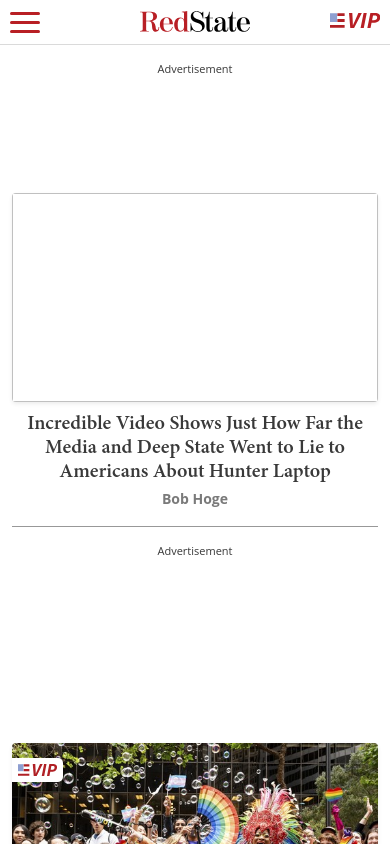 RedState
VIP
Advertisement
Incredible Video Shows Just How Far the
Media and Deep State Went to Lie to
Americans About Hunter Laptop
Bob Hoge
Advertisement
VIP